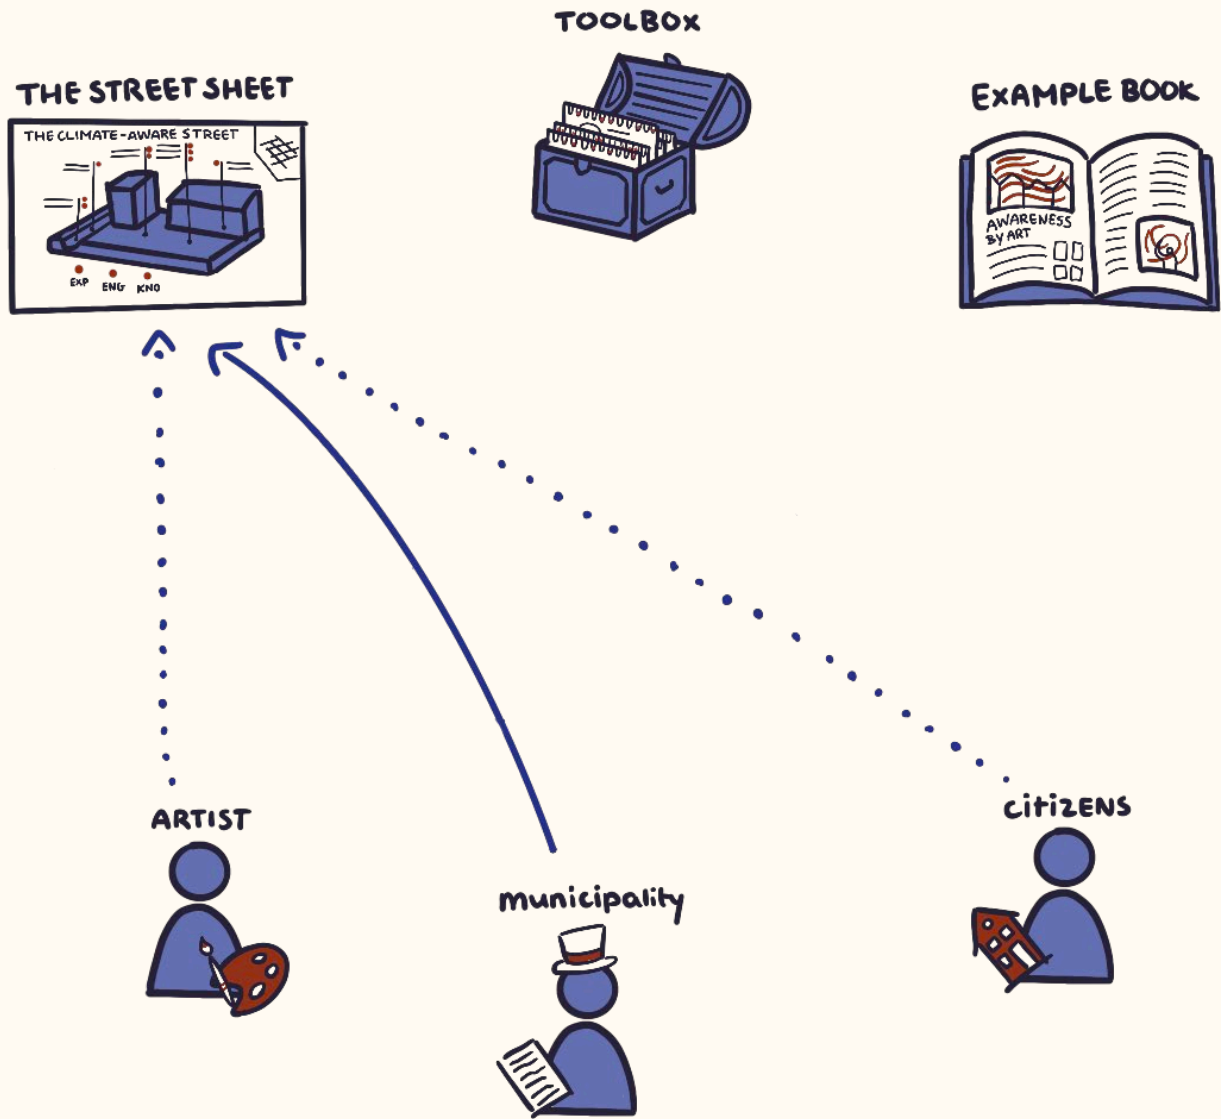 TOOLBOX
THE STREET SHEET
EXAMPLE BOOK
THE CLIMATE-AWARE STREET
EXP ENG KNO
AWARENESS
BY ART
ARTIST
CITIZENS
municipality